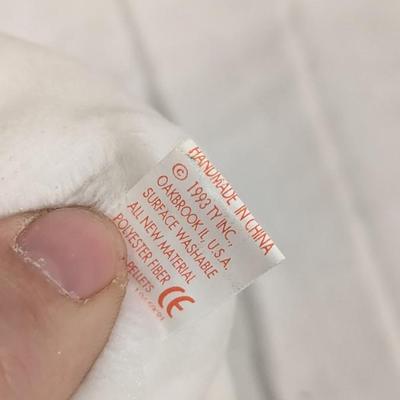 HANDMADE IN CHINA
© 1993 TY INC.,
OAKBROOK IL, U.S.A.
SURFACE WASHABLE
ALL NEW MATERIAL
POLYESTER FIBER
PELLETS CE